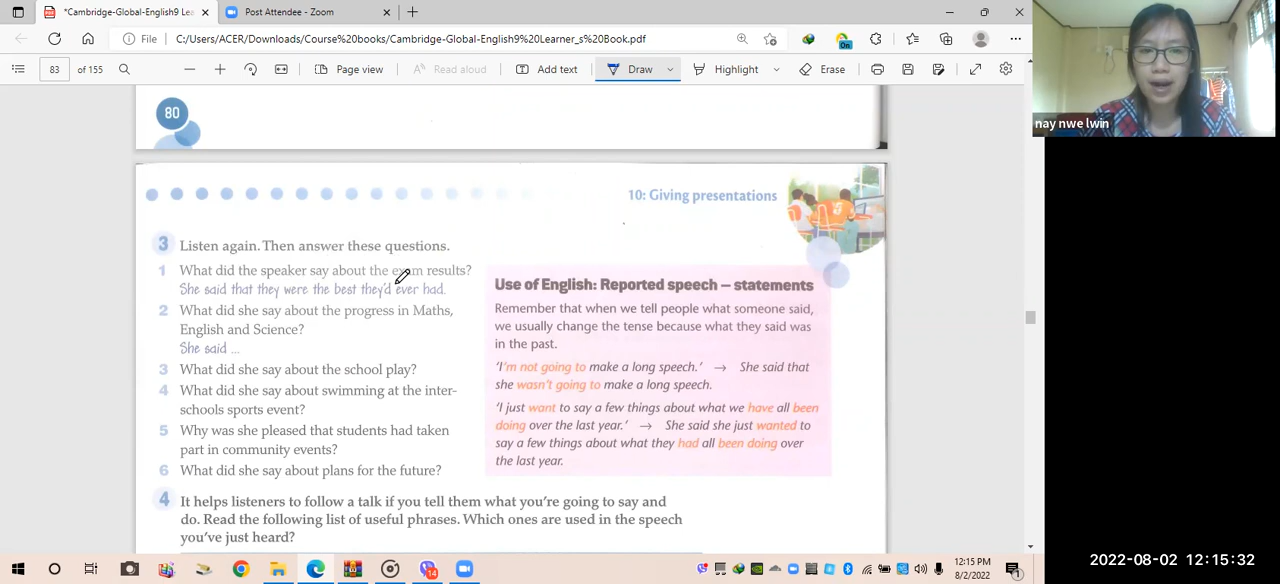 *Cambridge-Global-English9 Lea
Post Attendee - Zoom
File
C:/Users/ACER/Downloads/Course%20books/Cambridge-Global-English9%20Learner_s%20Book.pdf
On
83 of 155
Page view
Read aloud
Add text
Draw
Highlight
Erase
nay nwe lwin
80
10: Giving presentations
3 Listen again. Then answer these questions.
1 What did the speaker say about the exam results?
She said that they were the best they'd ever had.
2 What did she say about the progress in Maths,
English and Science?
She said ...
3 What did she say about the school play?
4 What did she say about swimming at the inter-
schools sports event?
5 Why was she pleased that students had taken
part in community events?
6 What did she say about plans for the future?
Use of English: Reported speech – statements
Remember that when we tell people what someone said,
we usually change the tense because what they said was
in the past.
'I'm not going to make a long speech.' → She said that
she wasn't going to make a long speech.
'I just want to say a few things about what we have all been
doing over the last year.' → She said she just wanted to
say a few things about what they had all been doing over
the last year.
4 It helps listeners to follow a talk if you tell them what you're going to say and
do. Read the following list of useful phrases. Which ones are used in the speech
you've just heard?
14
12:15 PM
8/2/2022
1
2022-08-02 12:15:32